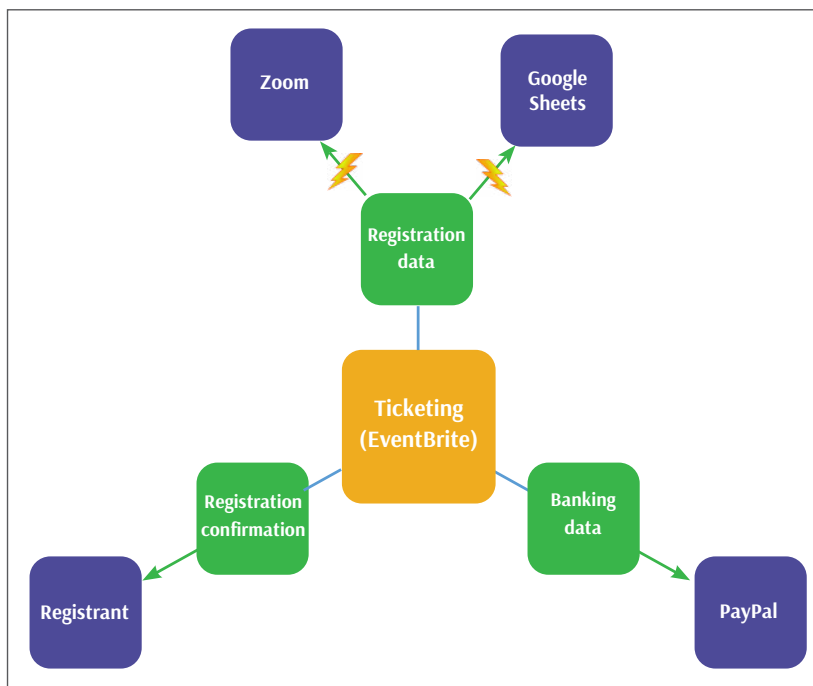 Zoom
Google
Sheets
Registration
data
Ticketing
(EventBrite)
Registration
confirmation
Banking
data
Registrant
PayPal